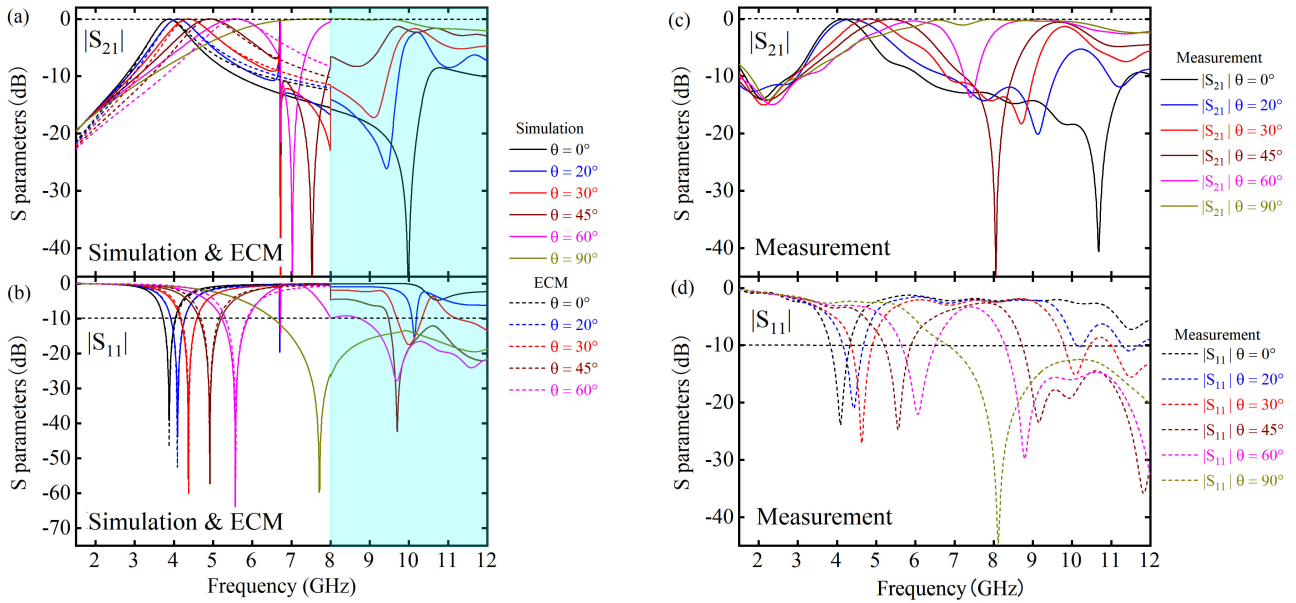 (a)
|S21|
S parameters (dB)
0
-10
-20
-30
-40
Simulation & ECM
Simulation
θ = 0°
θ = 20°
θ = 30°
θ = 45°
θ = 60°
θ = 90°
(b)
|S11|
S parameters (dB)
0
-10
-20
-30
-40
-50
-60
-70
Simulation & ECM
ECM
θ = 0°
θ = 20°
θ = 30°
θ = 45°
θ = 60°
2 3 4 5 6 7 8 9 10 11 12
Frequency (GHz)
(c)
|S21|
S parameters (dB)
0
-10
-20
-30
-40
Measurement
Measurement
|S21| θ = 0°
|S21| θ = 20°
|S21| θ = 30°
|S21| θ = 45°
|S21| θ = 60°
|S21| θ = 90°
(d)
|S11|
S parameters (dB)
0
-10
-20
-30
-40
Measurement
Measurement
|S11| θ = 0°
|S11| θ = 20°
|S11| θ = 30°
|S11| θ = 45°
|S11| θ = 60°
|S11| θ = 90°
2 3 4 5 6 7 8 9 10 11 12
Frequency (GHz)